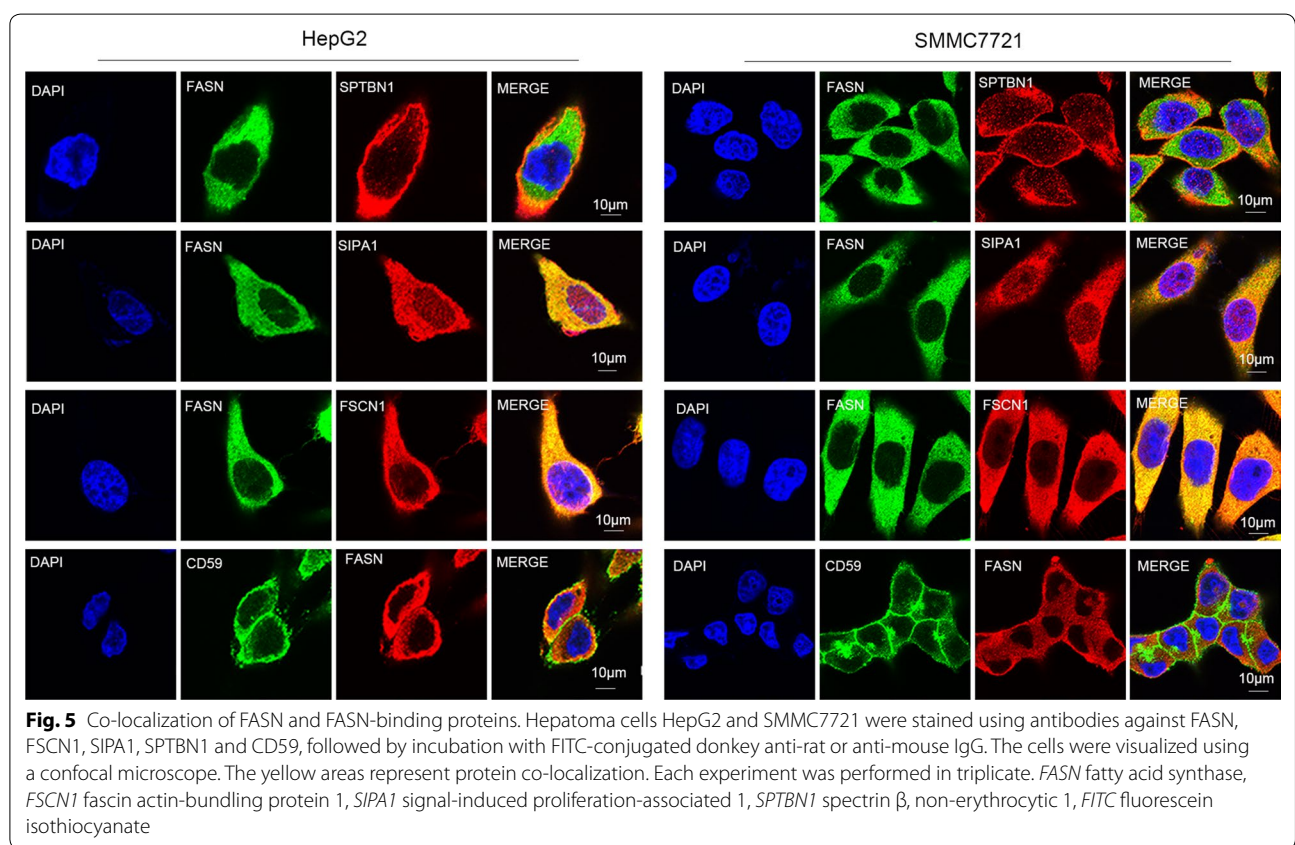 HepG2
SMMC7721
DAPI FASN SPTBN1 MERGE
10µm
DAPI FASN SPTBN1 MERGE
10µm
DAPI FASN SIPA1 MERGE
10µm
DAPI FASN SIPA1 MERGE
10µm
DAPI FASN FSCN1 MERGE
10µm
DAPI FASN FSCN1 MERGE
10µm
DAPI CD59 FASN MERGE
10µm
DAPI CD59 FASN MERGE
10µm
Fig. 5 Co-localization of FASN and FASN-binding proteins. Hepatoma cells HepG2 and SMMC7721 were stained using antibodies against FASN,
FSCN1, SIPA1, SPTBN1 and CD59, followed by incubation with FITC-conjugated donkey anti-rat or anti-mouse IgG. The cells were visualized using
a confocal microscope. The yellow areas represent protein co-localization. Each experiment was performed in triplicate. FASN fatty acid synthase,
FSCN1 fascin actin-bundling protein 1, SIPA1 signal-induced proliferation-associated 1, SPTBN1 spectrin β, non-erythrocytic 1, FITC fluorescein
isothiocyanate